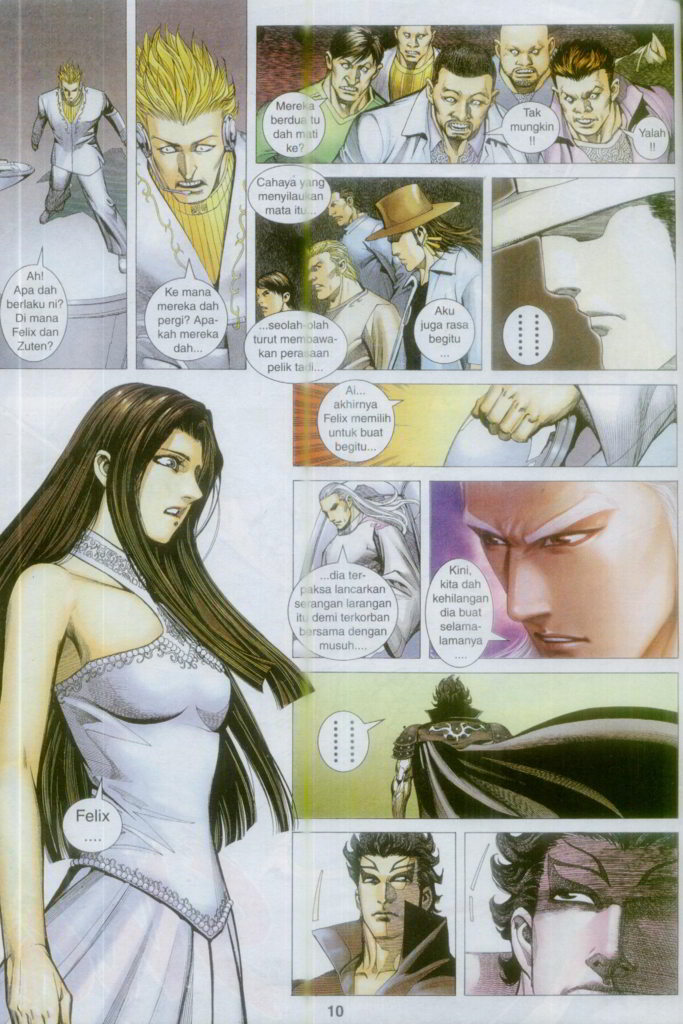 Ah!
Apa dah
berlaku ni?
Di mana
Felix dan
Zuten?
Ke mana
mereka dah
pergi? Apa-
kah mereka
dah...
Mereka
berdua tu
dah mati
ke?
Tak
mungkin
!!
Yalah
!!
Cahaya yang
menyilaukan
mata itu...
...seolah-olah
turut membawa-
kan perasaan
pelik tadi...
Aku
juga rasa
begitu
...
Ai...
akhirnya
Felix memilih
untuk buat
begitu...
...dia ter-
paksa lancarkan
serangan larangan
itu demi terkorban
bersama dengan
musuh....
Kini,
kita dah
kehilangan
dia buat
selama-
lamanya
....
Felix
....
10